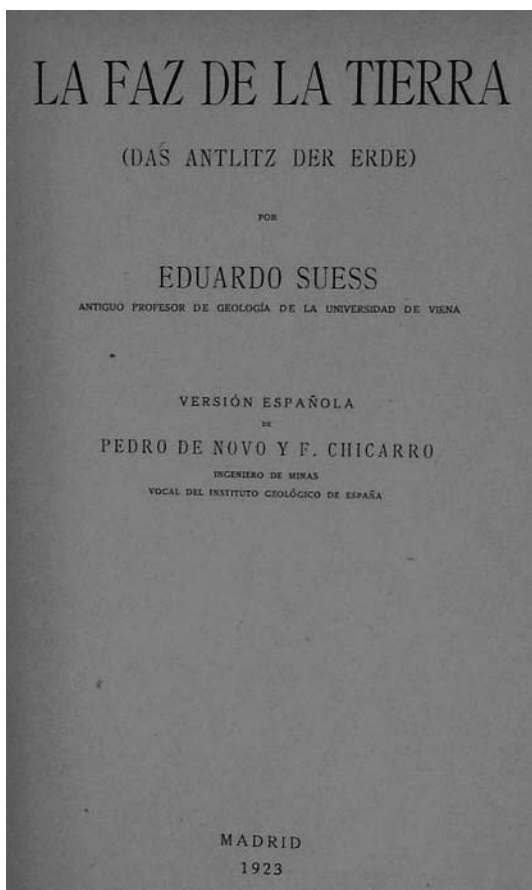 LA FAZ DE LA TIERRA
(DAS ANTLITZ DER ERDE)
POR
EDUARDO SUESS
ANTIGUO PROFESOR DE GEOLOGÍA DE LA UNIVERSIDAD DE VIENA
VERSIÓN ESPAÑOLA
DE
PEDRO DE NOVO Y F. CHICARRO
INGENIERO DE MINAS
VOCAL DEL INSTITUTO GEOLÓGICO DE ESPAÑA
MADRID
1923